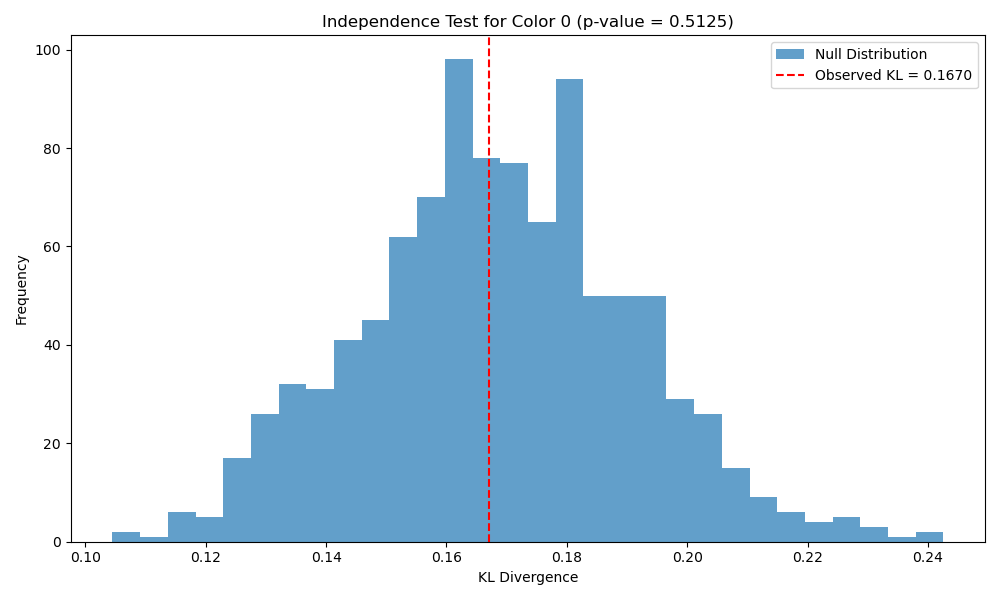 Independence Test for Color 0 (p-value = 0.5125)
Null Distribution
Observed KL = 0.1670
Frequency
100
80
60
40
20
0
0.10 0.12 0.14 0.16 0.18 0.20 0.22 0.24
KL Divergence